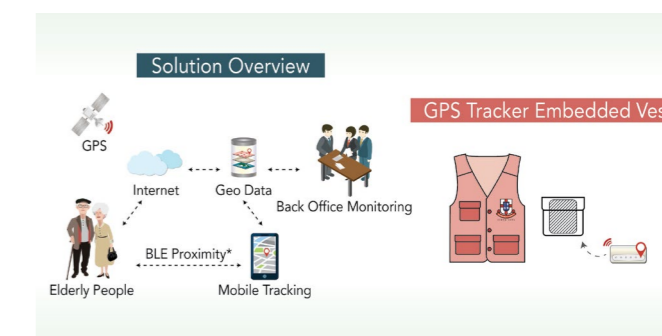 Solution Overview
GPS Tracker Embedded Ves
GPS
Internet
Geo Data
Back Office Monitoring
BLE Proximity*
Elderly People
Mobile Tracking